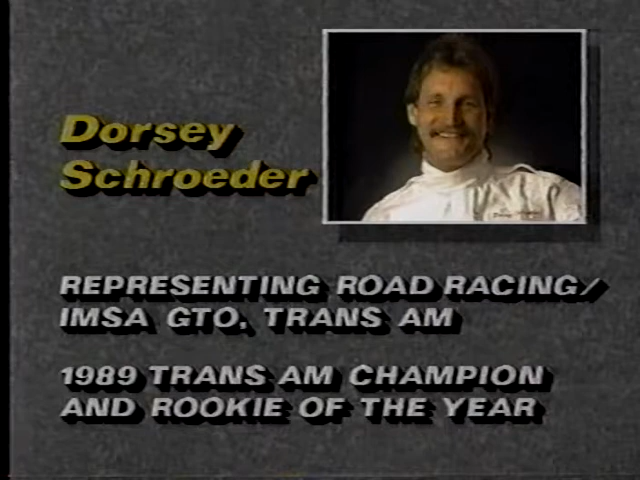 Dorsey
Schroeder
REPRESENTING ROAD RACING/
IMSA GTO, TRANS AM
1989 TRANS AM CHAMPION
AND ROOKIE OF THE YEAR